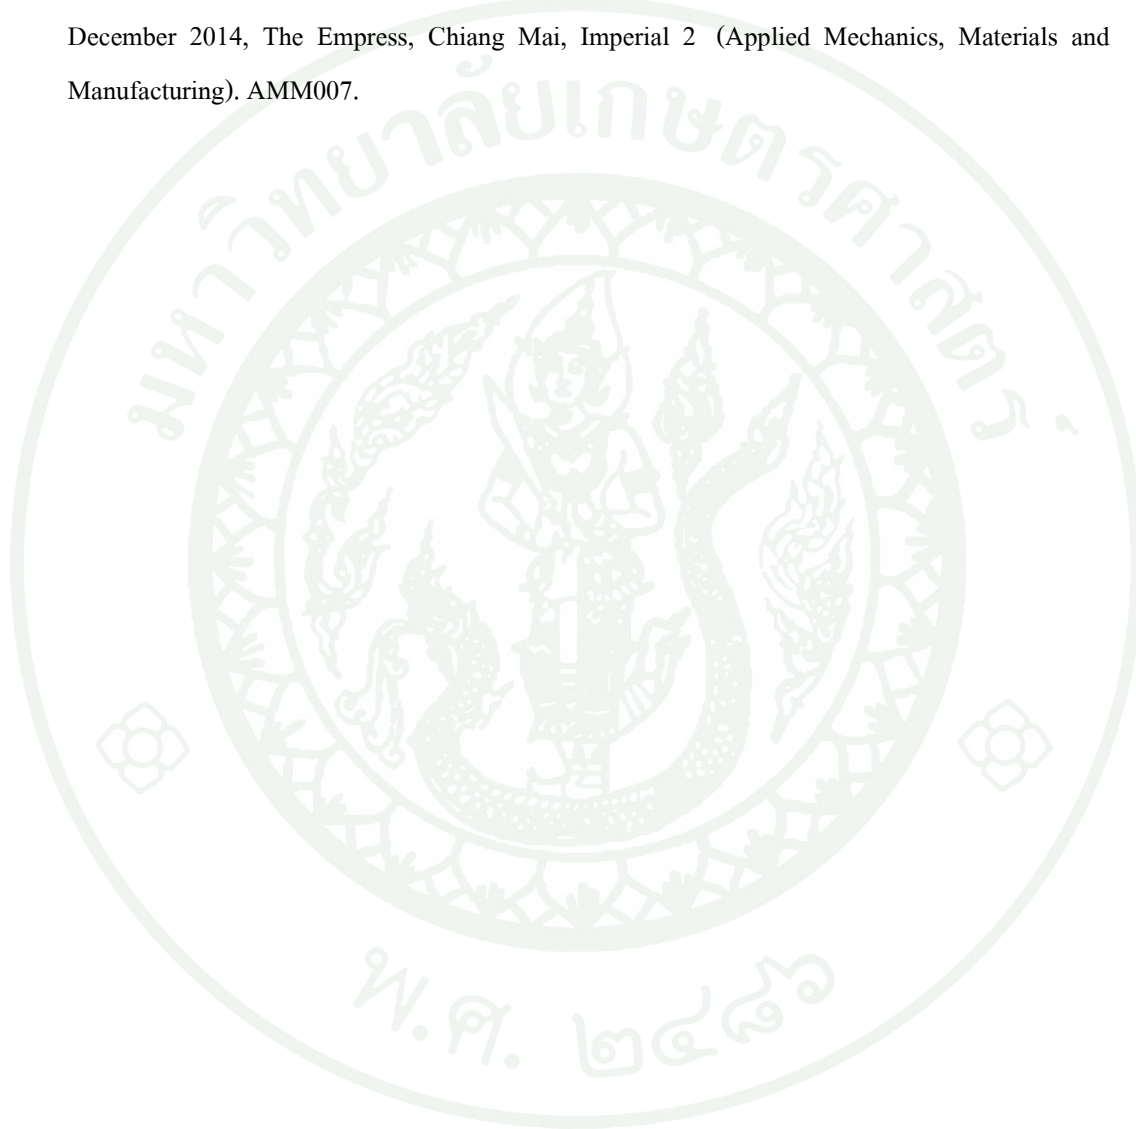 December 2014, The Empress, Chiang Mai, Imperial 2 (Applied Mechanics, Materials and
Manufacturing). AMM007.
มหาวิทยาลัยเกษตรศาสตร์
พ.ศ. ๒๔๘๖